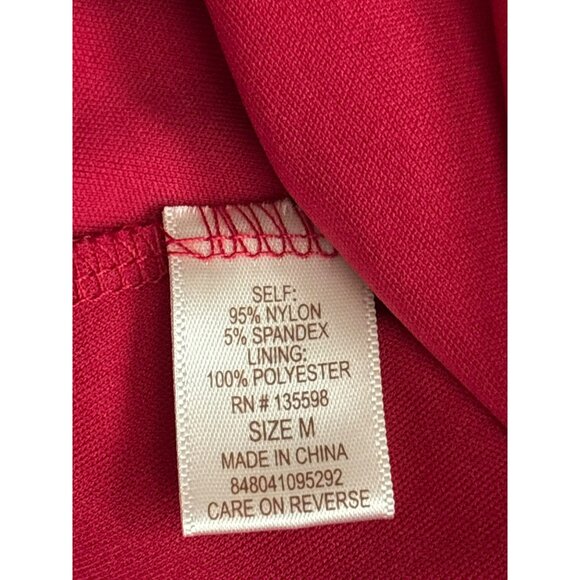 SELF:
95% NYLON
5% SPANDEX
LINING:
100% POLYESTER
RN # 135598
SIZE M
MADE IN CHINA
848041095292
CARE ON REVERSE